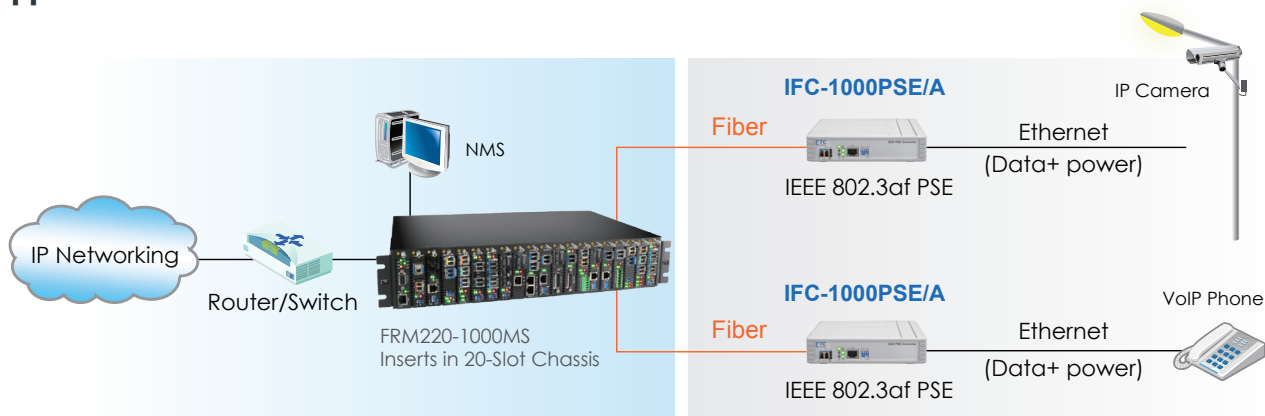 IFC-1000PSE/A
IP Camera
Fiber
Ethernet
NMS
(Data+ power)
IEEE 802.3af PSE
IP Networking
Router/Switch
IFC-1000PSE/A
VoIP Phone
Fiber
Ethernet
FRM220-1000MS
Inserts in 20-Slot Chassis
(Data+ power)
IEEE 802.3af PSE